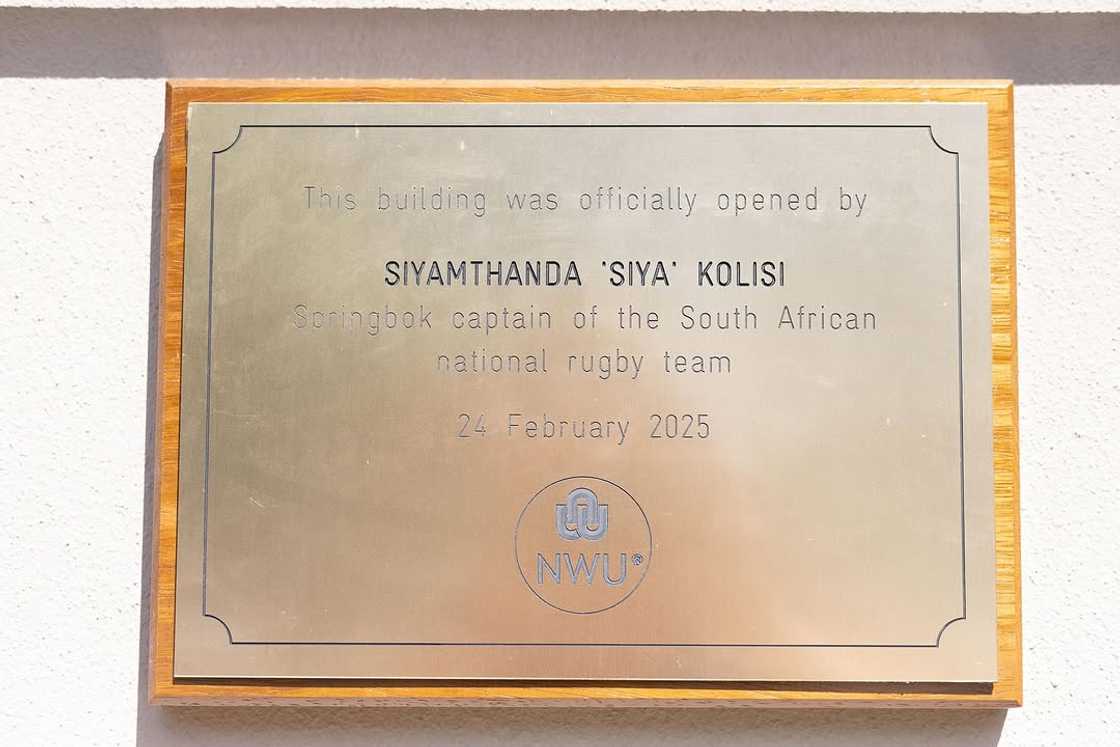 This building was officially opened by
SIYAMTHANDA 'SIYA' KOLISI
Springbok captain of the South African
national rugby team
24 February 2025
NWU®